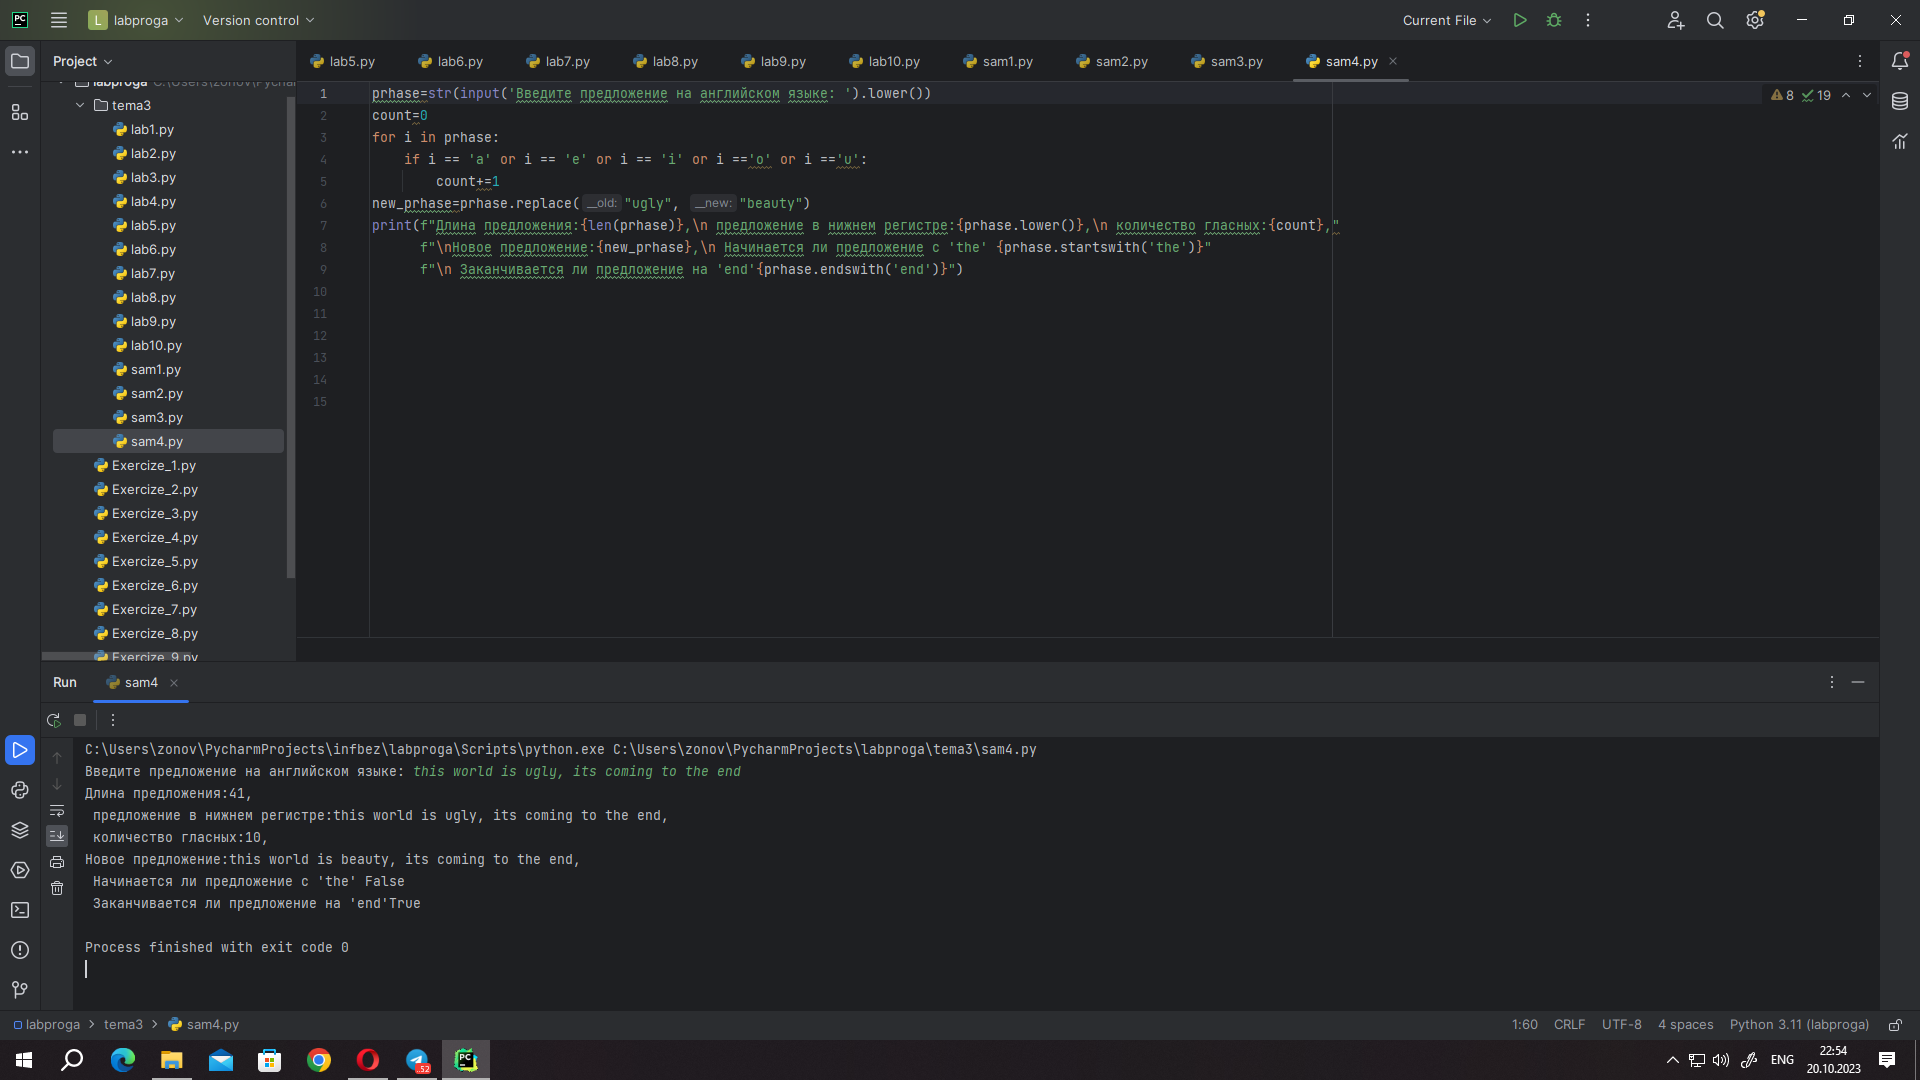 PC
L labproga
Version control
Current File
Project
lab5.py lab6.py lab7.py lab8.py lab9.py lab10.py sam1.py sam2.py sam3.py sam4.py
labproga C:\Users\zonov\Pycharm
tema3
lab1.py
lab2.py
lab3.py
lab4.py
lab5.py
lab6.py
lab7.py
lab8.py
lab9.py
lab10.py
sam1.py
sam2.py
sam3.py
sam4.py
Exercize_1.py
Exercize_2.py
Exercize_3.py
Exercize_4.py
Exercize_5.py
Exercize_6.py
Exercize_7.py
Exercize_8.py
Exercize_9.py
8 19
1 prhase=str(input('Введите предложение на английском языке: ').lower())
2 count=0
3 for i in prhase:
4 if i == 'a' or i == 'e' or i == 'i' or i =='o' or i =='u':
5 count+=1
6 new_prhase=prhase.replace( __old: "ugly", __new: "beauty")
7 print(f"Длина предложения:{len(prhase)},\n предложение в нижнем регистре:{prhase.lower()},\n количество гласных:{count},"
8 f"\nНовое предложение:{new_prhase},\n Начинается ли предложение с 'the' {prhase.startswith('the')}"
9 f"\n Заканчивается ли предложение на 'end'{prhase.endswith('end')}")
10
11
12
13
14
15
Run sam4
C:\Users\zonov\PycharmProjects\infbez\labproga\Scripts\python.exe C:\Users\zonov\PycharmProjects\labproga\tema3\sam4.py
Введите предложение на английском языке: this world is ugly, its coming to the end
Длина предложения:41,
предложение в нижнем регистре:this world is ugly, its coming to the end,
количество гласных:10,
Новое предложение:this world is beauty, its coming to the end,
Начинается ли предложение с 'the' False
Заканчивается ли предложение на 'end'True
Process finished with exit code 0
labproga > tema3 > sam4.py
1:60 CRLF UTF-8 4 spaces Python 3.11 (labproga)
PC
ENG
22:54
20.10.2023